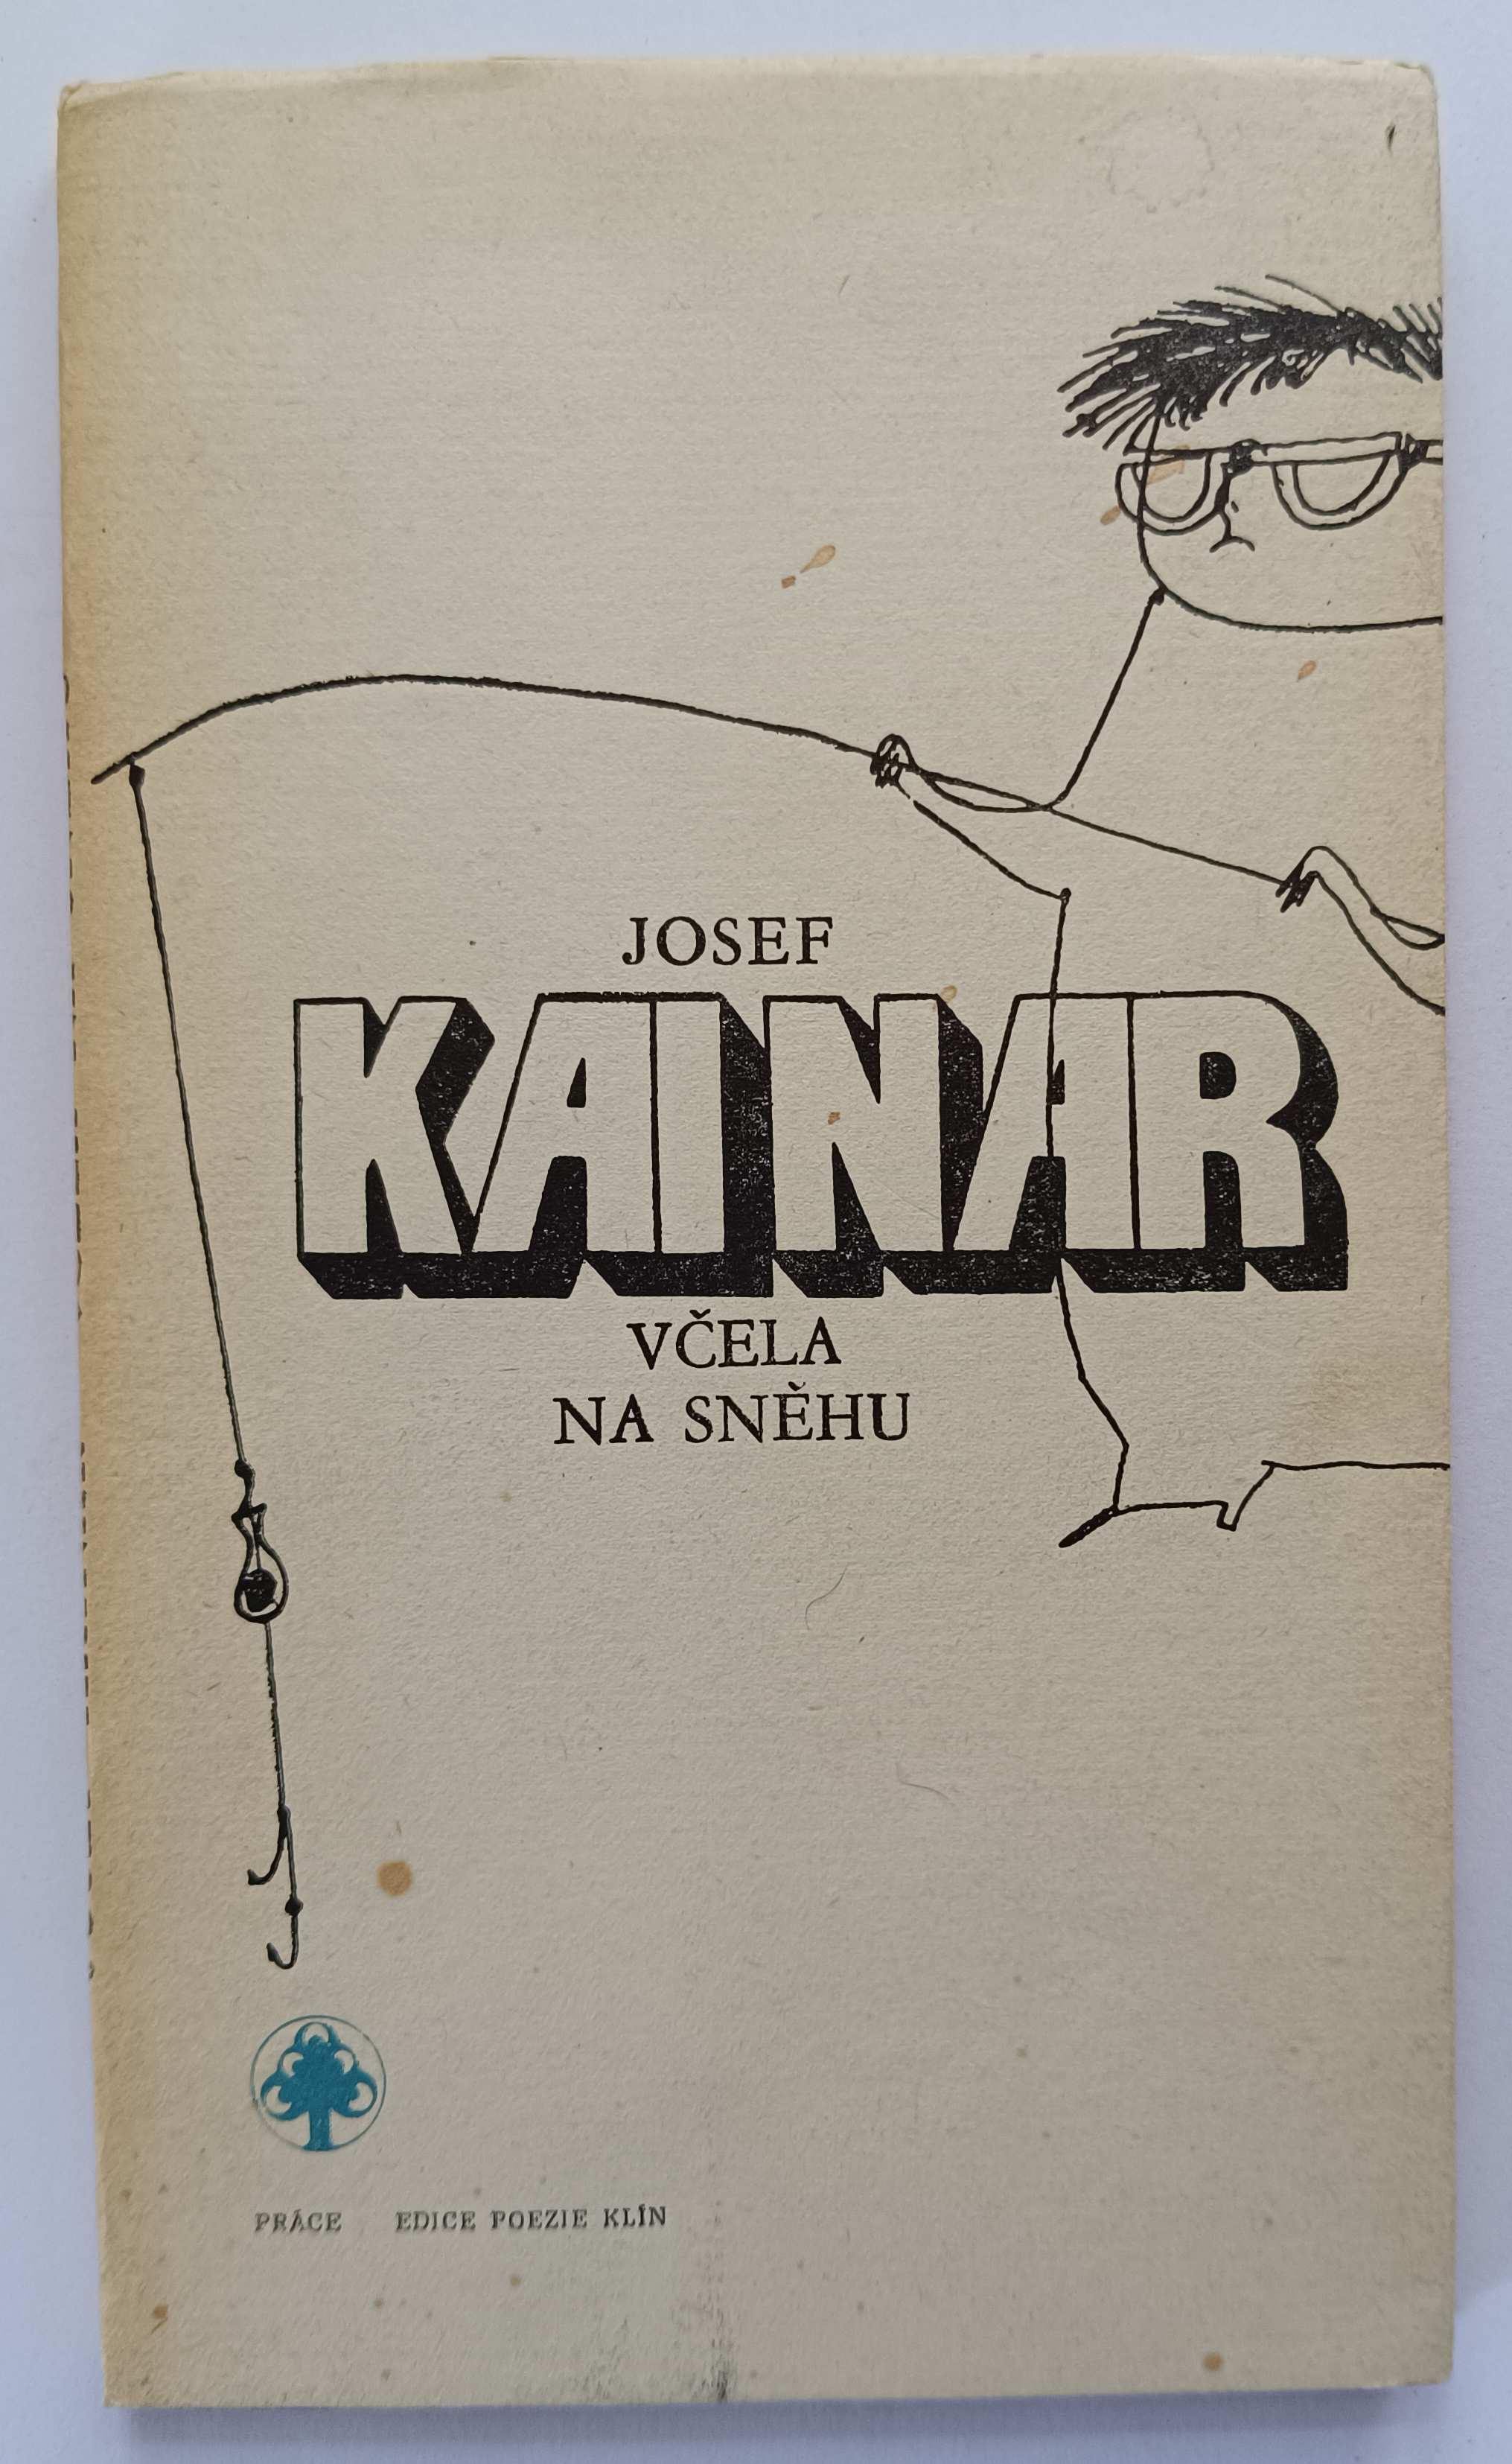 JOSEF
KAINAR
VČELA
NA SNĚHU
PRÁCE EDICE POEZIE KLÍN